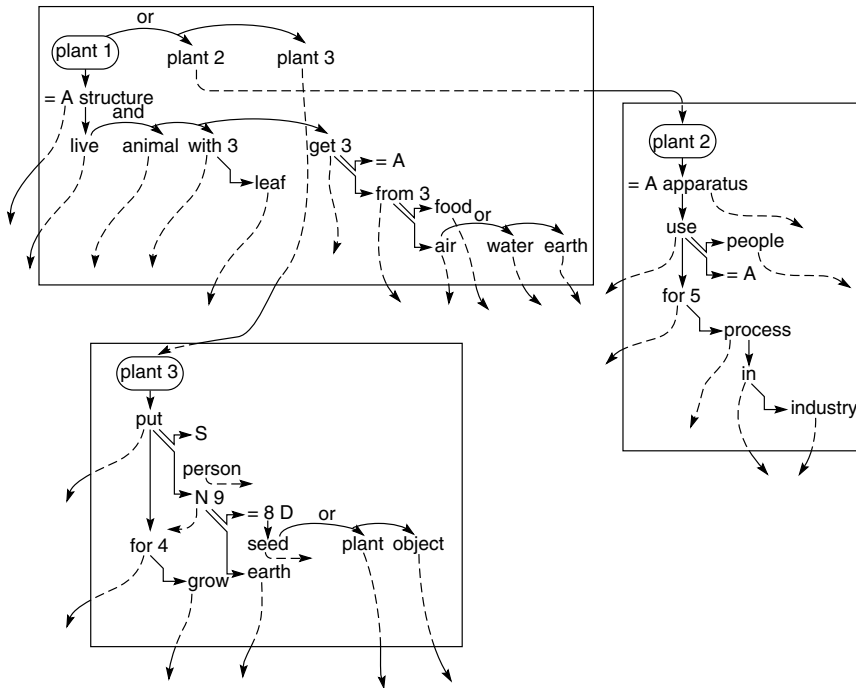 or
plant 1
plant 2
plant 3
= A structure
and
live animal with 3 get 3
= A
leaf
from 3
food
or
air water earth
plant 2
= A apparatus
use
people
= A
for 5
process
in
industry
plant 3
put
S
person
N 9
= 8 D
or
for 4
seed plant object
earth
grow